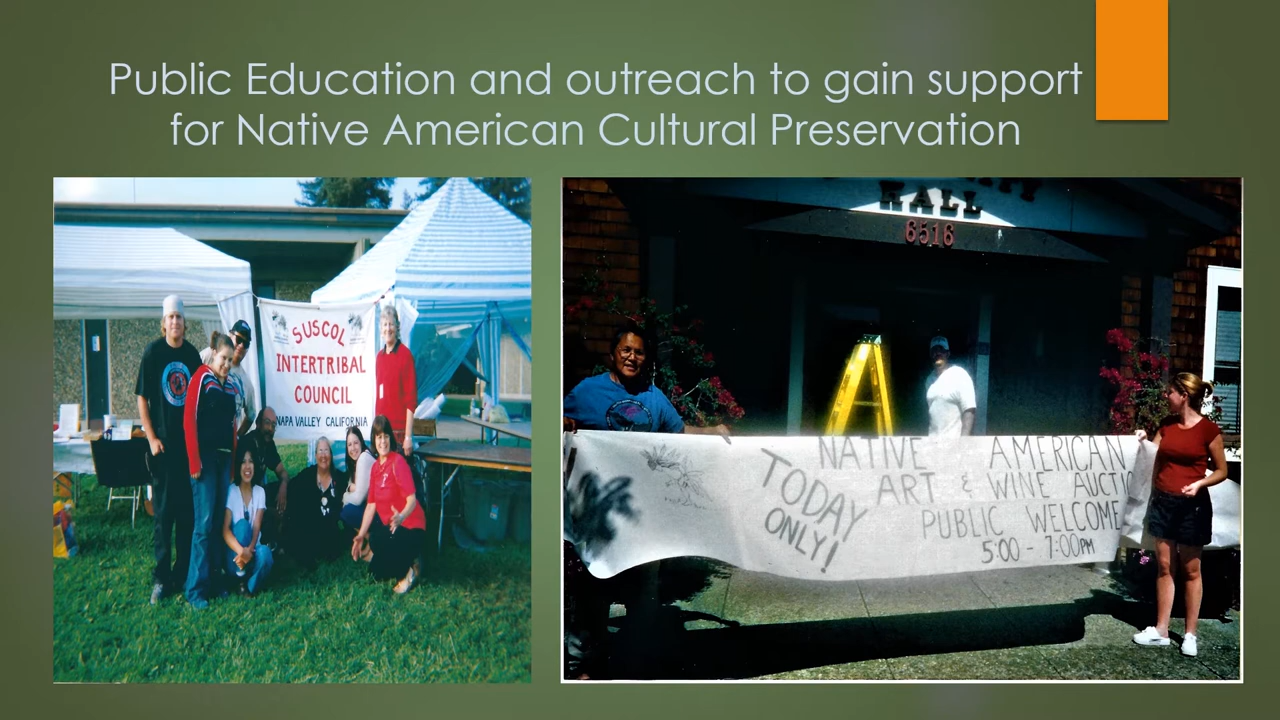 Public Education and outreach to gain support
for Native American Cultural Preservation
SUSCOL
INTERTRIBAL
COUNCIL
NAPA VALLEY CALIFORNIA
HALL
6516
NATIVE AMERICAN
ART & WINE AUCTIO
TODAY
ONLY!
PUBLIC WELCOME
5:00 - 7:00PM